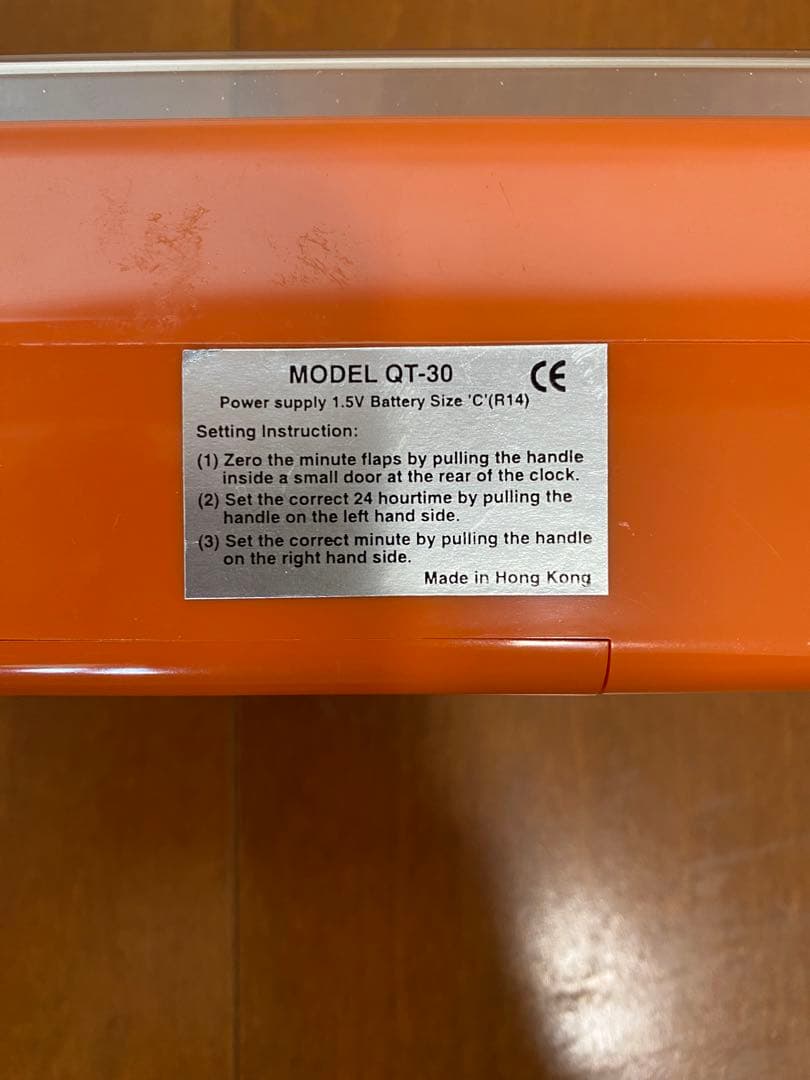 MODEL QT-30 CE
Power supply 1.5V Battery Size 'C'(R14)
Setting Instruction:
(1) Zero the minute flaps by pulling the handle
inside a small door at the rear of the clock.
(2) Set the correct 24 hourtime by pulling the
handle on the left hand side.
(3) Set the correct minute by pulling the handle
on the right hand side.
Made in Hong Kong